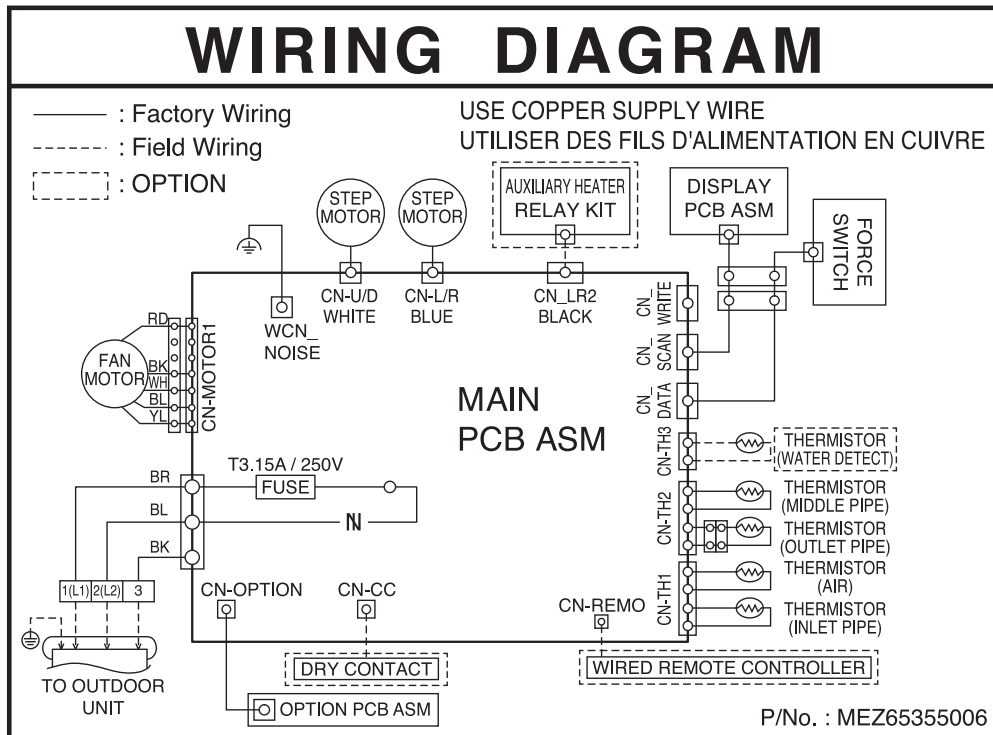 WIRING DIAGRAM
: Factory Wiring
: Field Wiring
: OPTION
USE COPPER SUPPLY WIRE
UTILISER DES FILS D'ALIMENTATION EN CUIVRE
STEP
MOTOR
STEP
MOTOR
AUXILIARY HEATER
RELAY KIT
DISPLAY
PCB ASM
FORCE
SWITCH
WCN_
NOISE
CN-U/D
WHITE
CN-L/R
BLUE
CN_LR2
BLACK
CN_
WRITE
CN_
SCAN
CN_
DATA
FAN
MOTOR
RD
BK
WH
BL
YL
CN-MOTOR1
MAIN
PCB ASM
CN-TH3
THERMISTOR
(WATER DETECT)
CN-TH2
THERMISTOR
(MIDDLE PIPE)
THERMISTOR
(OUTLET PIPE)
CN-TH1
THERMISTOR
(AIR)
THERMISTOR
(INLET PIPE)
T3.15A / 250V
FUSE
BR
BL
BK
1(L1) 2(L2) 3
TO OUTDOOR
UNIT
CN-OPTION
CN-CC
CN-REMO
DRY CONTACT
WIRED REMOTE CONTROLLER
OPTION PCB ASM
P/No. : MEZ65355006